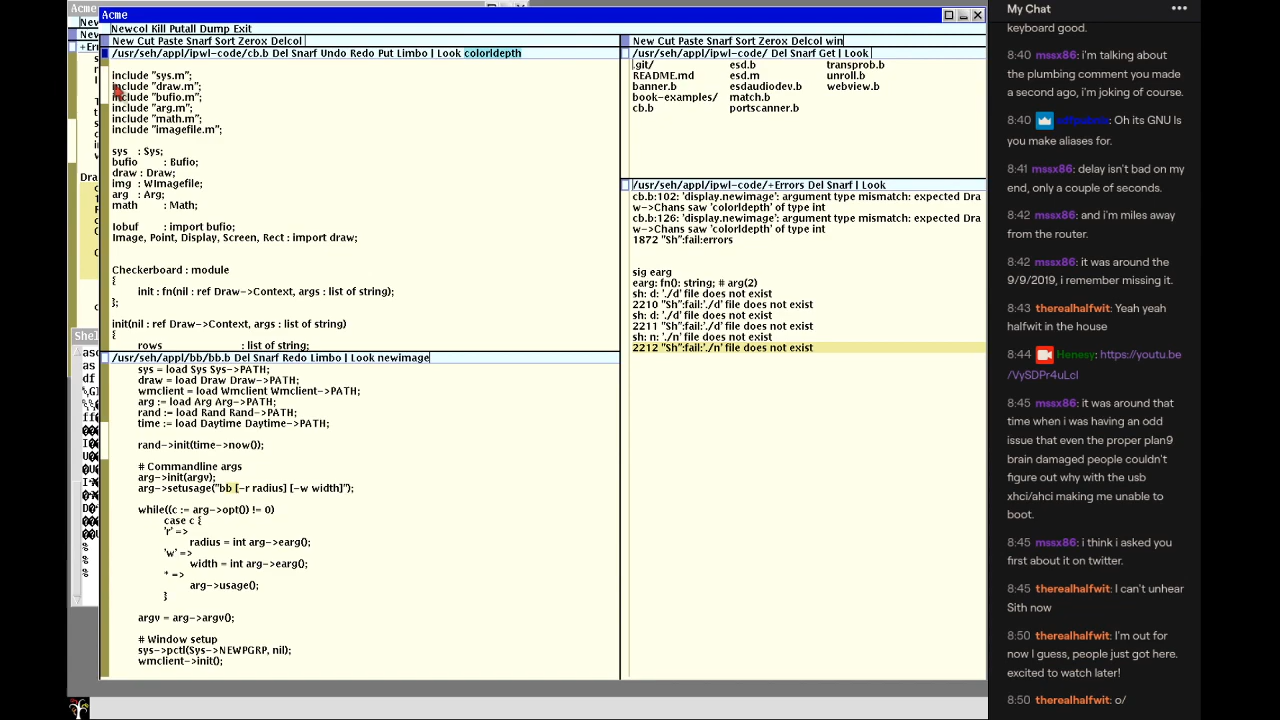 Acme
Acme
Newcol Kill Putall Dump Exit
New Cut Paste Snarf Sort Zerox Delcol
/usr/seh/appl/ipwl-code/cb.b Del Snarf Undo Redo Put Limbo | Look colorldepth
include "sys.m";
include "draw.m";
include "bufio.m";
include "arg.m";
include "math.m";
include "imagefile.m";
sys : Sys;
bufio : Bufio;
draw : Draw;
img : WImagefile;
arg : Arg;
math : Math;
Iobuf : import bufio;
Image, Point, Display, Screen, Rect : import draw;
Checkerboard : module
{
init : fn(nil : ref Draw->Context, args : list of string);
};
init(nil : ref Draw->Context, args : list of string)
{
rows : list of string;
/usr/seh/appl/bb/bb.b Del Snarf Redo Limbo | Look newimage
sys = load Sys Sys->PATH;
draw = load Draw Draw->PATH;
wmclient = load Wmclient Wmclient->PATH;
arg := load Arg Arg->PATH;
rand := load Rand Rand->PATH;
time := load Daytime Daytime->PATH;
rand->init(time->now());
# Commandline args
arg->init(argv);
arg->setusage("bb [-r radius] [-w width]");
while((c := arg->opt()) != 0)
case c {
'r' =>
radius = int arg->earg();
'w' =>
width = int arg->earg();
* =>
arg->usage();
}
argv = arg->argv();
# Window setup
sys->pctl(Sys->NEWPGRP, nil);
wmclient->init();
New Cut Paste Snarf Sort Zerox Delcol win
/usr/seh/appl/ipwl-code/ Del Snarf Get | Look
.git/ esd.b transprob.b
README.md esd.m unroll.b
banner.b esdaudiodev.b webview.b
book-examples/ match.b
cb.b portscanner.b
/usr/seh/appl/ipwl-code/+Errors Del Snarf | Look
cb.b:102: 'display.newimage': argument type mismatch: expected Dra
w->Chans saw 'colorldepth' of type int
cb.b:126: 'display.newimage': argument type mismatch: expected Dra
w->Chans saw 'colorldepth' of type int
1872 "Sh":fail:errors
sig earg
earg: fn(): string; # arg(2)
sh: d: './d' file does not exist
2210 "Sh":fail:'./d' file does not exist
sh: d: './d' file does not exist
2211 "Sh":fail:'./d' file does not exist
sh: n: './n' file does not exist
2212 "Sh":fail:'./n' file does not exist
My Chat
keyboard good.
8:40 mssx86: i'm talking about
the plumbing comment you made
a second ago, i'm joking of course.
8:40 : Oh its GNU ls
you make aliases for.
8:41 mssx86: delay isn't bad on my
end, only a couple of seconds.
8:42 mssx86: and i'm miles away
from the router.
8:42 mssx86: it was around the
9/9/2019, i remember missing it.
8:43 therealhalfwit: Yeah yeah
halfwit in the house
8:44 Henesy: https://youtu.be
/VySDPr4uLcI
8:45 mssx86: it was around that
time when i was having an odd
issue that even the proper plan9
brain damaged people couldn't
figure out why with the usb
xhci/ahci making me unable to
boot.
8:45 mssx86: i think i asked you
first about it on twitter.
8:45 therealhalfwit: I can't unhear
Sith now
8:50 therealhalfwit: I'm out for
now I guess, people just got here.
excited to watch later!
8:50 therealhalfwit: o/